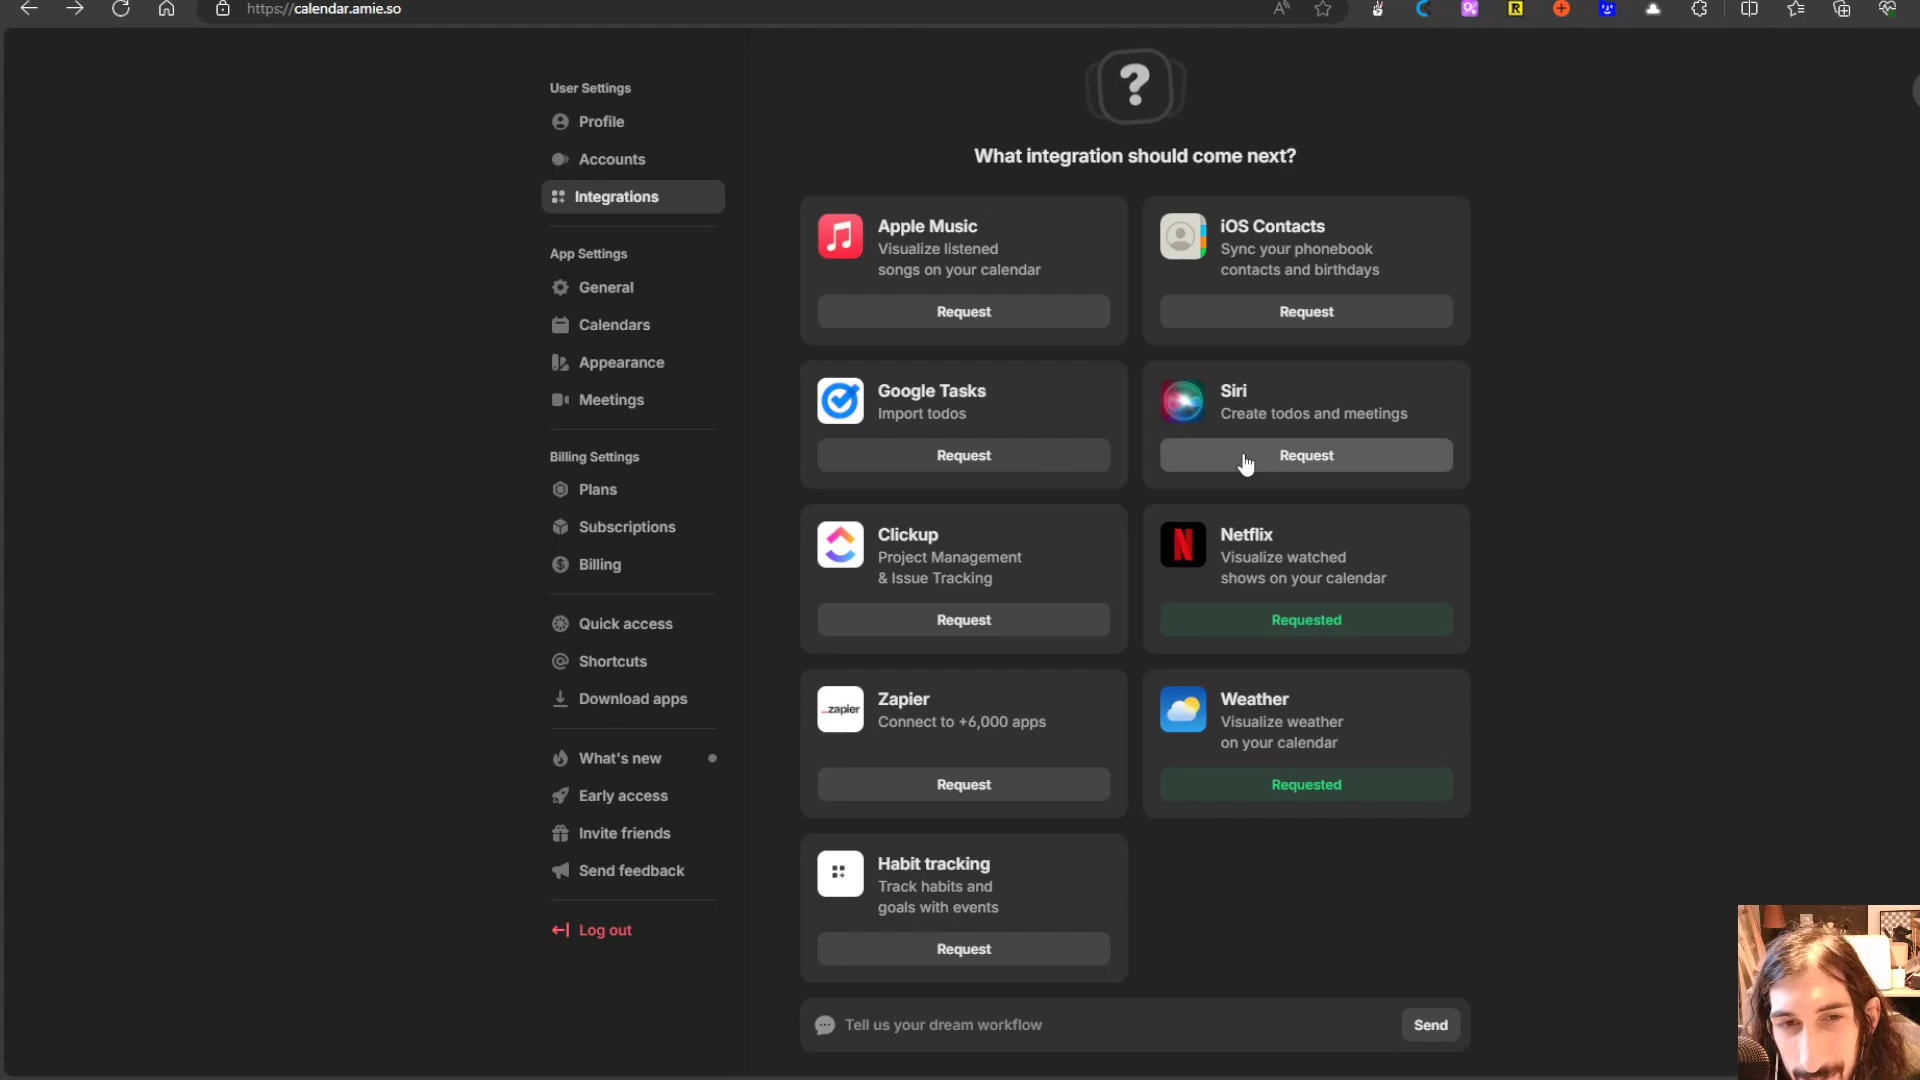 https://calendar.amie.so
User Settings
Profile
Accounts
Integrations
App Settings
General
Calendars
Appearance
Meetings
Billing Settings
Plans
Subscriptions
Billing
Quick access
Shortcuts
Download apps
What's new
Early access
Invite friends
Send feedback
Log out
What integration should come next?
Apple Music
Visualize listened
songs on your calendar
Request
iOS Contacts
Sync your phonebook
contacts and birthdays
Request
Google Tasks
Import todos
Request
Siri
Create todos and meetings
Request
Clickup
Project Management
& Issue Tracking
Request
Netflix
Visualize watched
shows on your calendar
Requested
zapier
Zapier
Connect to +6,000 apps
Request
Weather
Visualize weather
on your calendar
Requested
Habit tracking
Track habits and
goals with events
Request
Tell us your dream workflow
Send